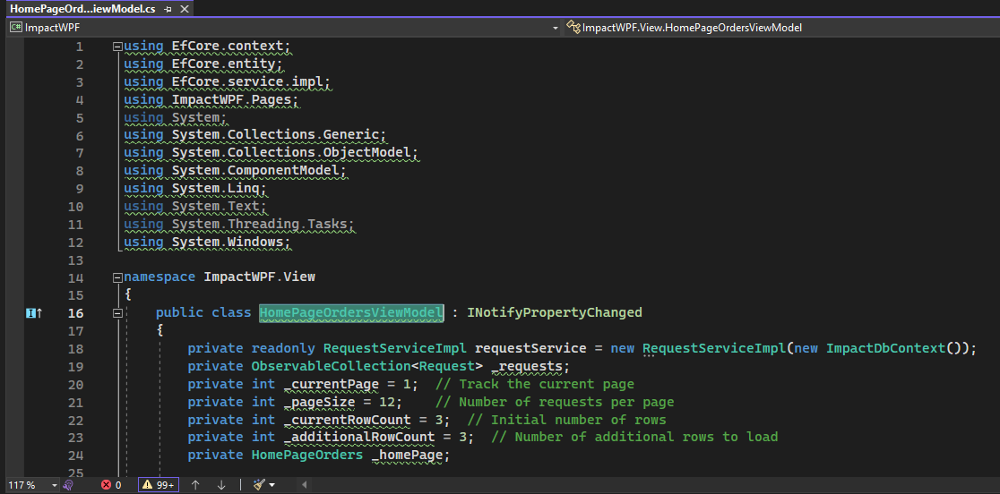 HomePageOrd...iewModel.cs
ImpactWPF
ImpactWPF.View.HomePageOrdersViewModel
1 using EfCore.context;
2 using EfCore.entity;
3 using EfCore.service.impl;
4 using ImpactWPF.Pages;
5 using System;
6 using System.Collections.Generic;
7 using System.Collections.ObjectModel;
8 using System.ComponentModel;
9 using System.Linq;
10 using System.Text;
11 using System.Threading.Tasks;
12 using System.Windows;
13
14 namespace ImpactWPF.View
15 {
16 public class HomePageOrdersViewModel : INotifyPropertyChanged
17 {
18 private readonly RequestServiceImpl requestService = new RequestServiceImpl(new ImpactDbContext());
19 private ObservableCollection<Request> _requests;
20 private int _currentPage = 1; // Track the current page
21 private int _pageSize = 12; // Number of requests per page
22 private int _currentRowCount = 3; // Initial number of rows
23 private int _additionalRowCount = 3; // Number of additional rows to load
24 private HomePageOrders _homePage;
25
117 % 0 99+